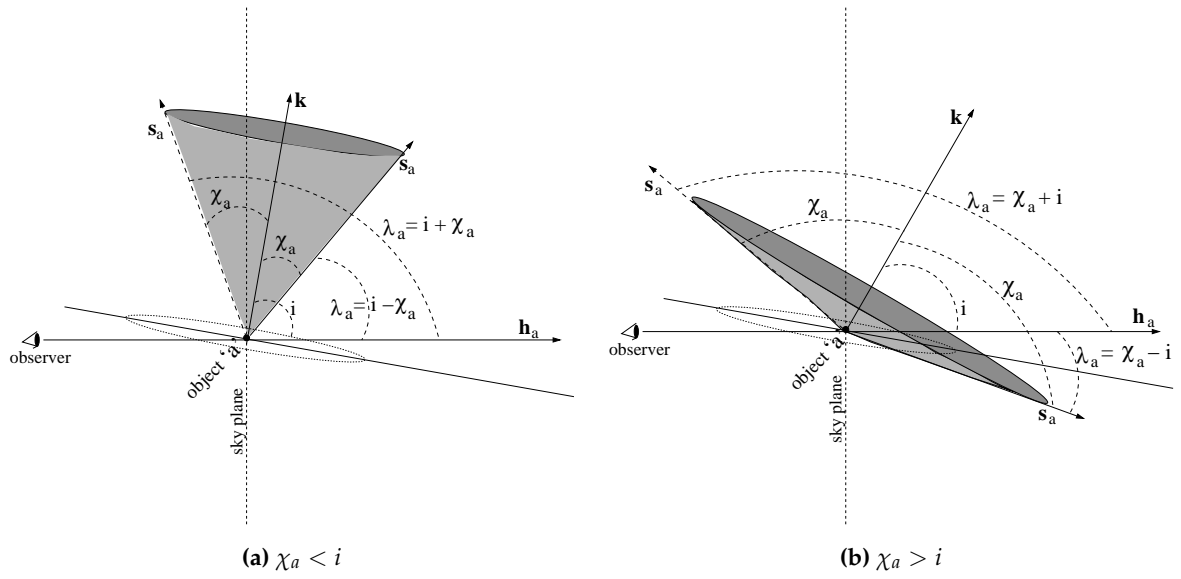 k
s_a
s_a
χ_a
χ_a
λ_a = i + χ_a
λ_a = i − χ_a
i
h_a
observer
object ‘a’
sky plane
(a) χ_a < i
k
s_a
χ_a
λ_a = χ_a + i
χ_a
i
h_a
observer
λ_a = χ_a − i
object ‘a’
s_a
sky plane
(b) χ_a > i